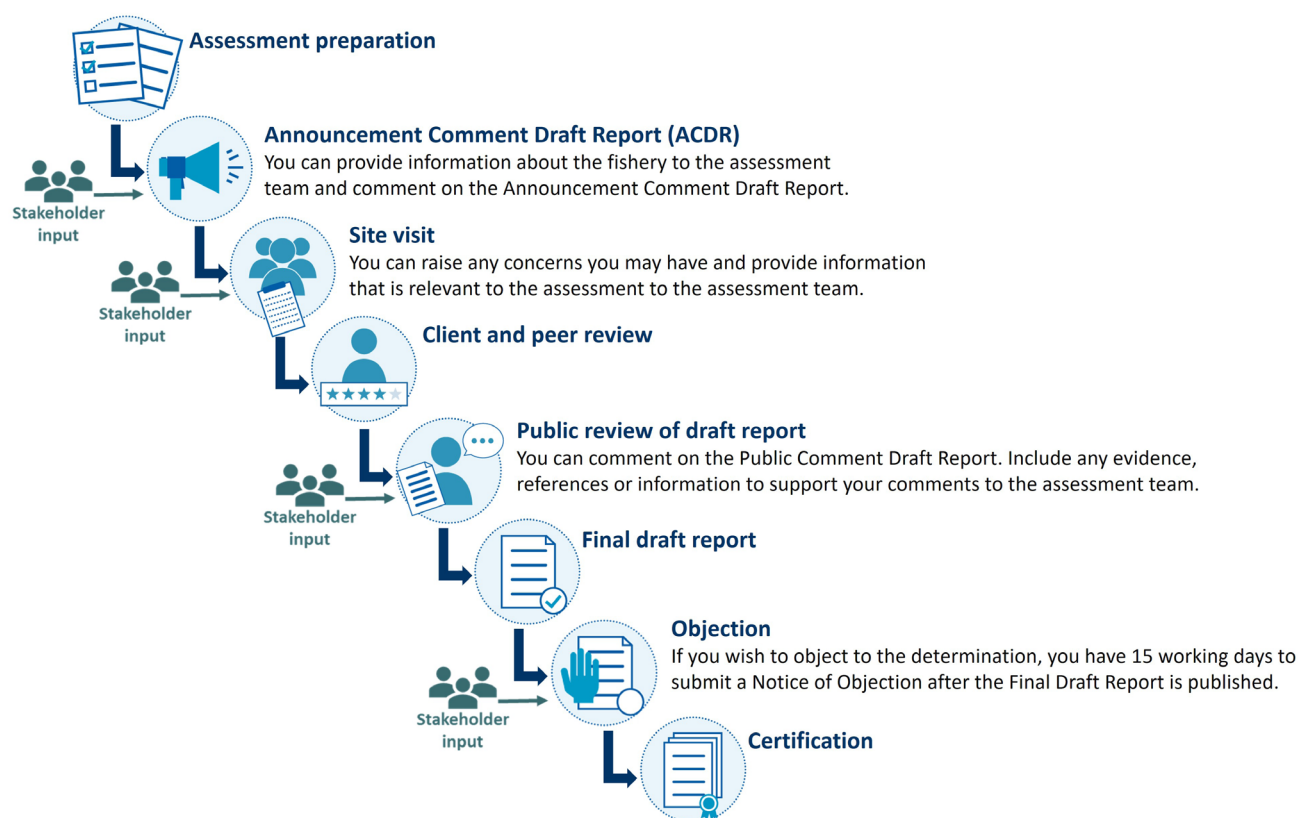 Assessment preparation
Announcement Comment Draft Report (ACDR)
You can provide information about the fishery to the assessment
team and comment on the Announcement Comment Draft Report.
Stakeholder
input
Site visit
You can raise any concerns you may have and provide information
that is relevant to the assessment to the assessment team.
Stakeholder
input
Client and peer review
Public review of draft report
You can comment on the Public Comment Draft Report. Include any evidence,
references or information to support your comments to the assessment team.
Stakeholder
input
Final draft report
Objection
If you wish to object to the determination, you have 15 working days to
submit a Notice of Objection after the Final Draft Report is published.
Stakeholder
input
Certification